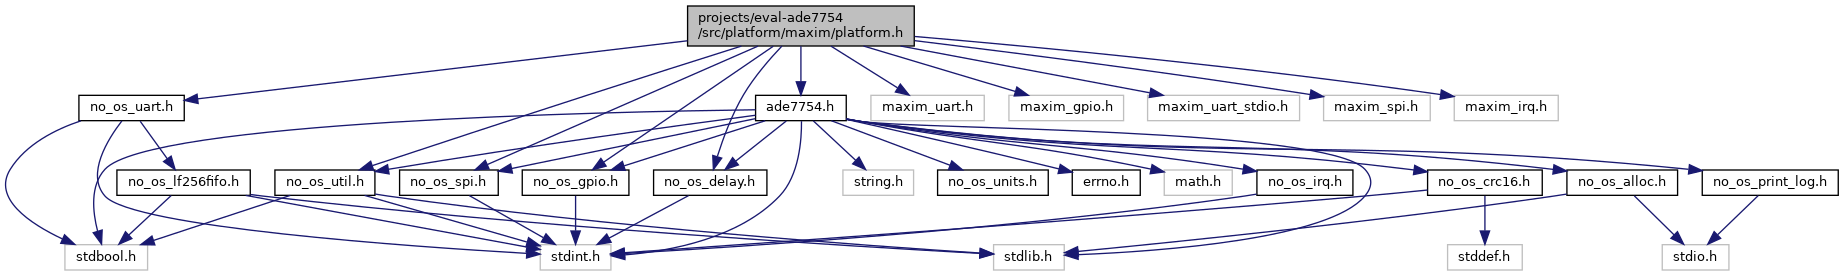 projects/eval-ade7754
/src/platform/maxim/platform.h
no_os_uart.h
ade7754.h
maxim_uart.h
maxim_gpio.h
maxim_uart_stdio.h
maxim_spi.h
maxim_irq.h
no_os_lf256fifo.h
no_os_util.h
no_os_spi.h
no_os_gpio.h
no_os_delay.h
string.h
no_os_units.h
errno.h
math.h
no_os_irq.h
no_os_crc16.h
no_os_alloc.h
no_os_print_log.h
stdbool.h
stdint.h
stdlib.h
stddef.h
stdio.h